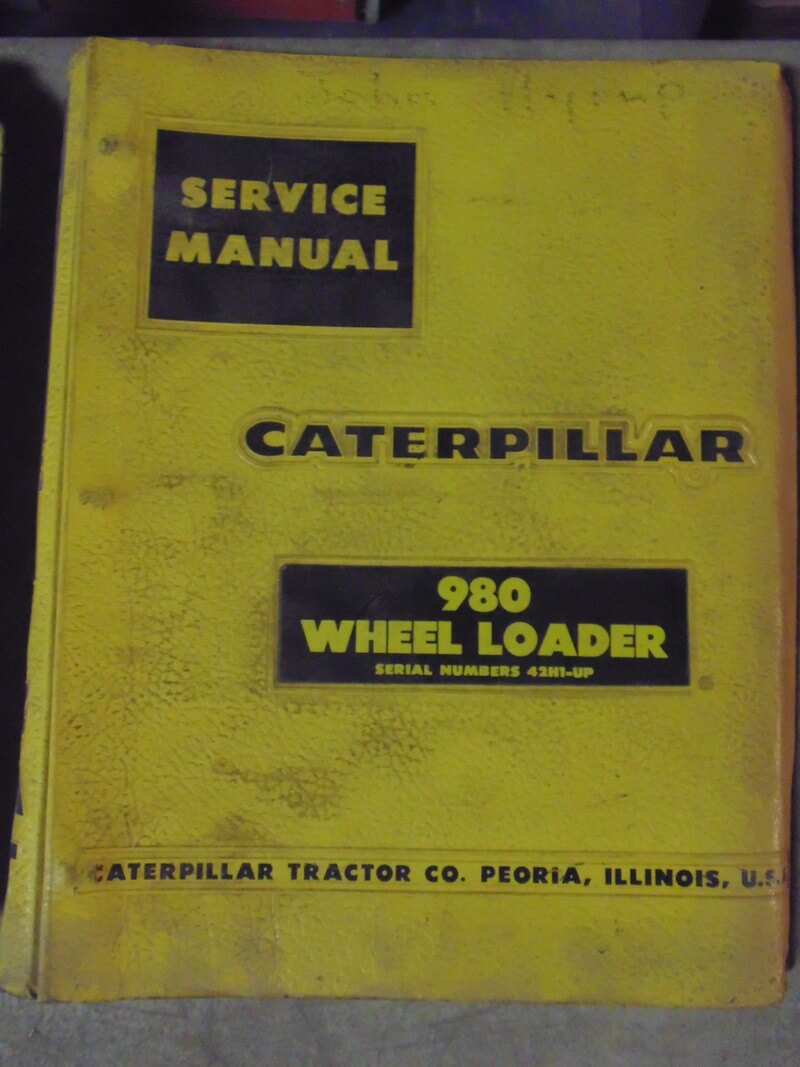 SERVICE
MANUAL
CATERPILLAR
980
WHEEL LOADER
SERIAL NUMBERS 42H1-UP
CATERPILLAR TRACTOR CO. PEORIA, ILLINOIS, U.S.